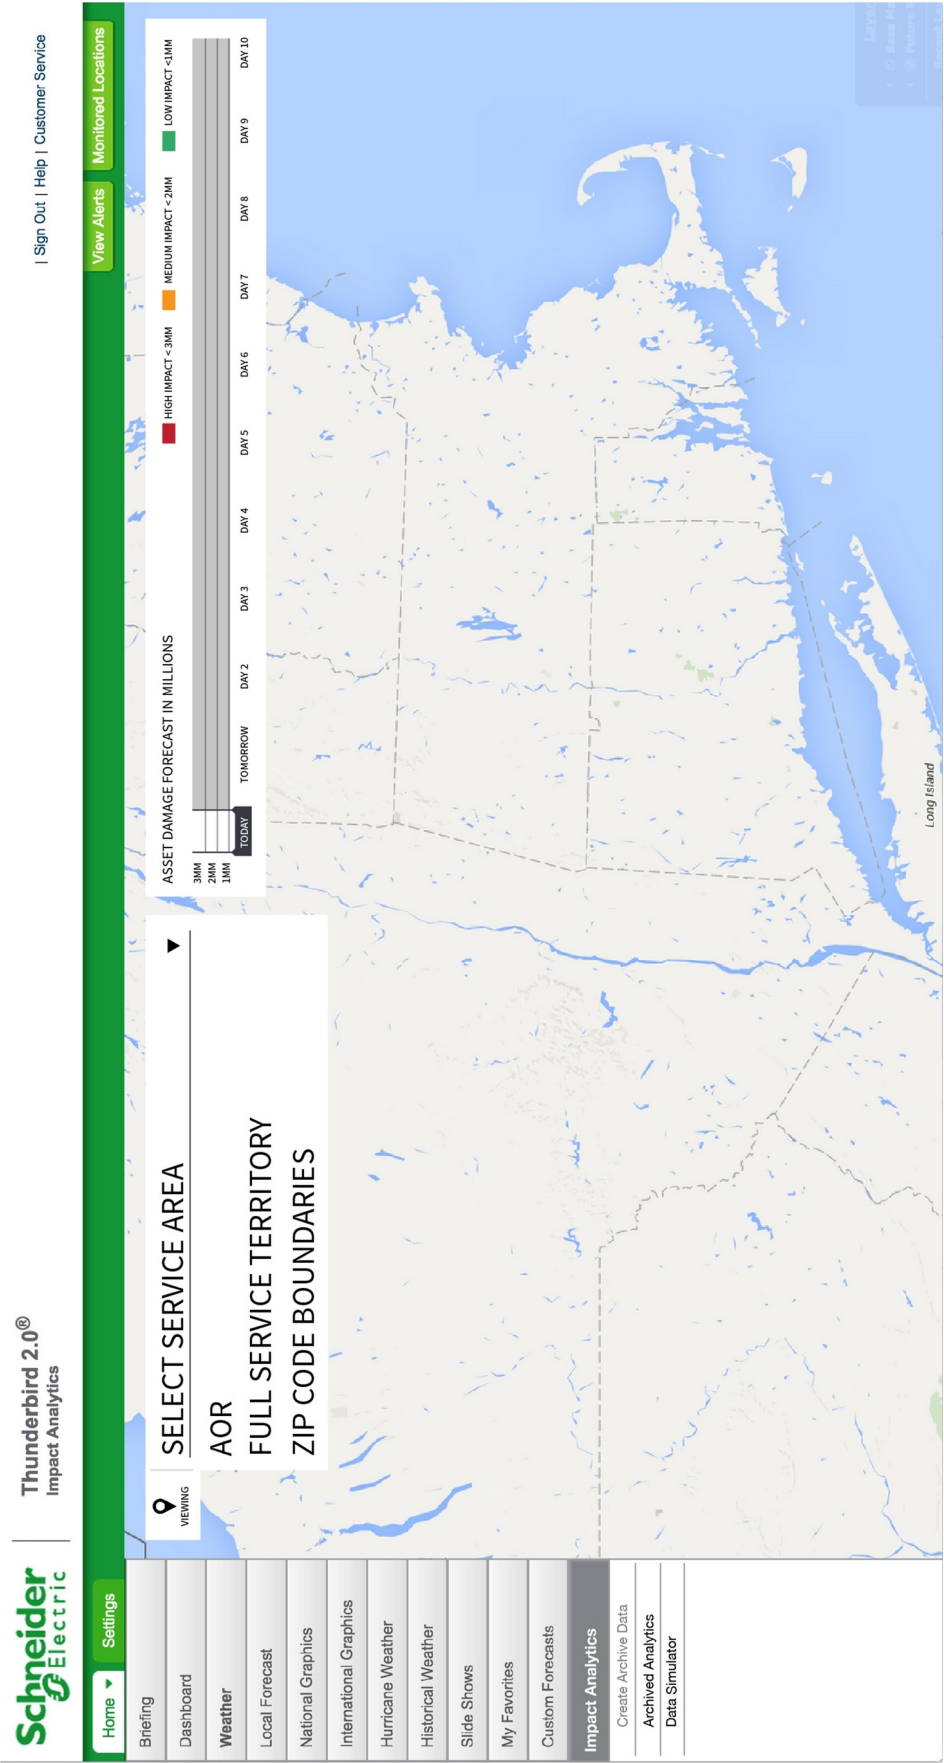 Schneider
Electric
Thunderbird 2.0®
Impact Analytics
| Sign Out | Help | Customer Service
Home ▼
Settings
View Alerts
Monitored Locations
Briefing
Dashboard
Weather
Local Forecast
National Graphics
International Graphics
Hurricane Weather
Historical Weather
Slide Shows
My Favorites
Custom Forecasts
Impact Analytics
Create Archive Data
Archived Analytics
Data Simulator
VIEWING
SELECT SERVICE AREA ▼
AOR
FULL SERVICE TERRITORY
ZIP CODE BOUNDARIES
ASSET DAMAGE FORECAST IN MILLIONS
HIGH IMPACT < 3MM
MEDIUM IMPACT < 2MM
LOW IMPACT <1MM
3MM
2MM
1MM
TODAY
TOMORROW
DAY 2
DAY 3
DAY 4
DAY 5
DAY 6
DAY 7
DAY 8
DAY 9
DAY 10
Long Island